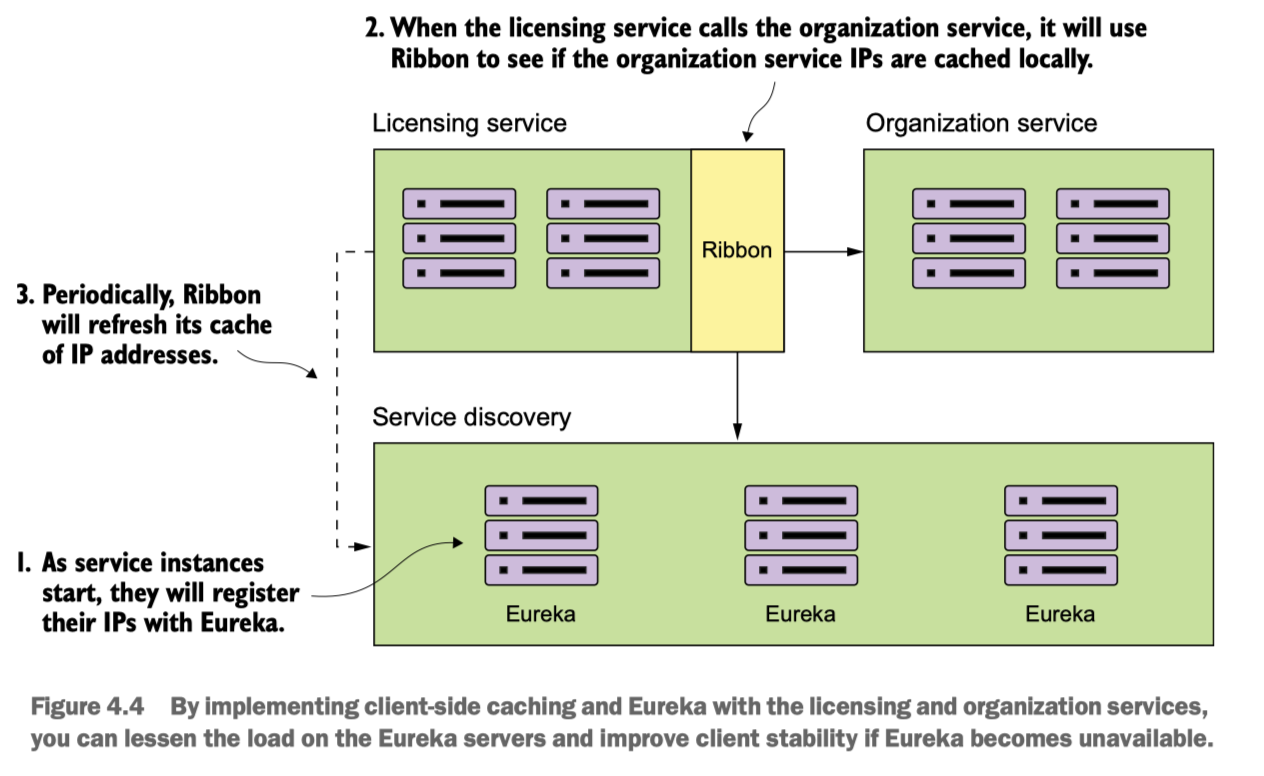 2. When the licensing service calls the organization service, it will use
Ribbon to see if the organization service IPs are cached locally.
Licensing service
Organization service
Ribbon
3. Periodically, Ribbon
will refresh its cache
of IP addresses.
Service discovery
1. As service instances
start, they will register
their IPs with Eureka.
Eureka
Eureka
Eureka
Figure 4.4 By implementing client-side caching and Eureka with the licensing and organization services,
you can lessen the load on the Eureka servers and improve client stability if Eureka becomes unavailable.